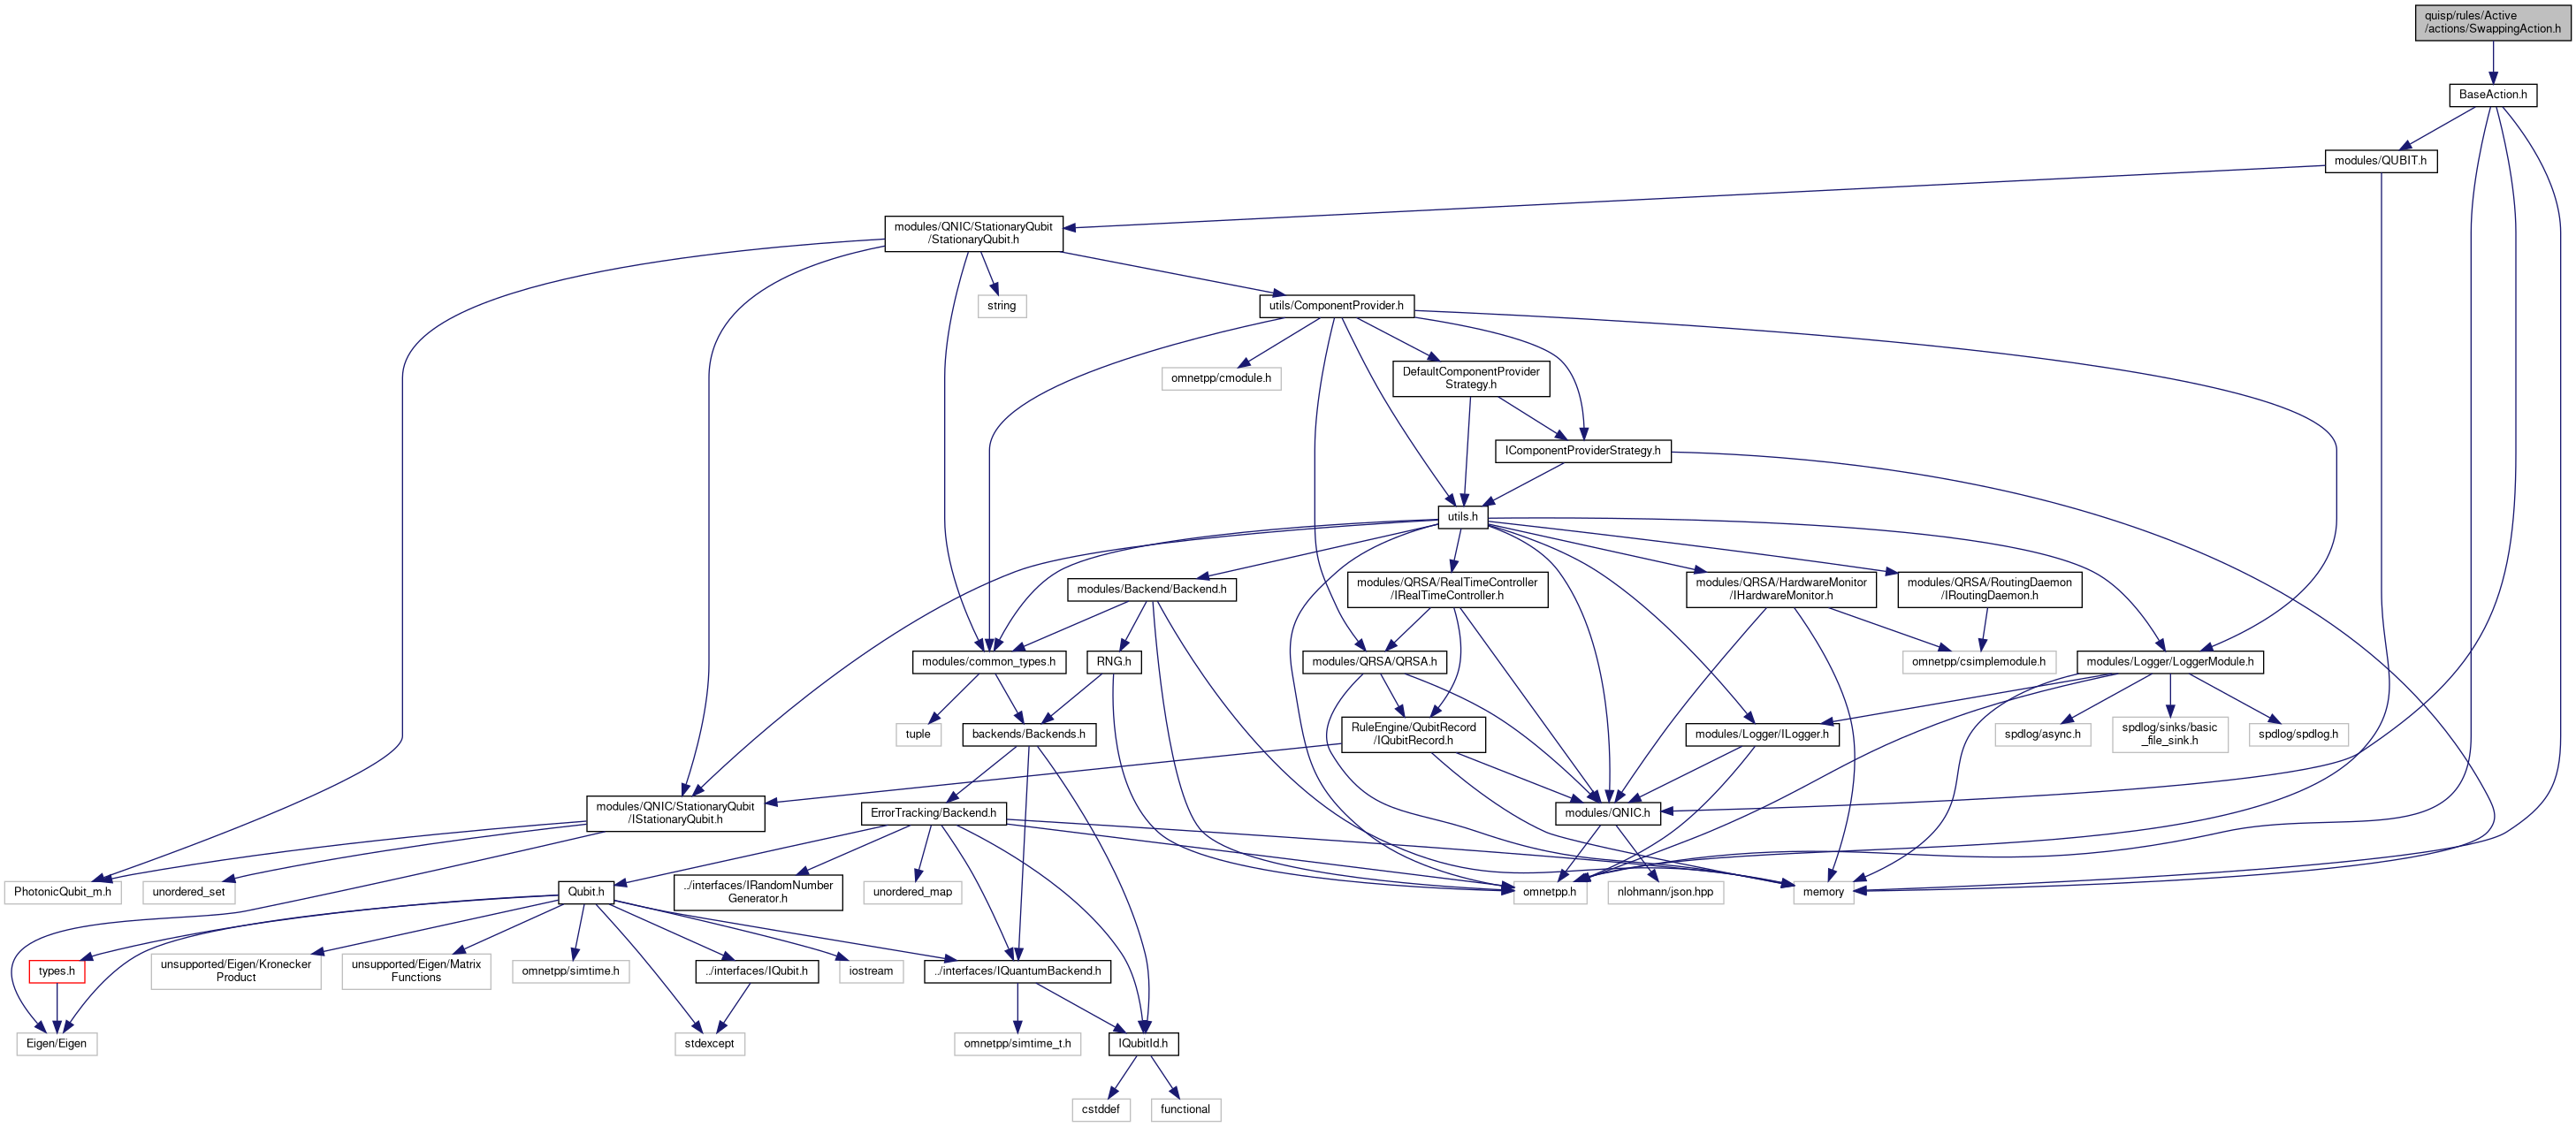 quisp/rules/Active
/actions/SwappingAction.h
BaseAction.h
modules/QUBIT.h
modules/QNIC/StationaryQubit
/StationaryQubit.h
string
utils/ComponentProvider.h
omnetpp/cmodule.h
DefaultComponentProvider
Strategy.h
IComponentProviderStrategy.h
utils.h
modules/Backend/Backend.h
modules/QRSA/RealTimeController
/IRealTimeController.h
modules/QRSA/HardwareMonitor
/IHardwareMonitor.h
modules/QRSA/RoutingDaemon
/IRoutingDaemon.h
modules/common_types.h
RNG.h
modules/QRSA/QRSA.h
omnetpp/csimplemodule.h
modules/Logger/LoggerModule.h
tuple
backends/Backends.h
RuleEngine/QubitRecord
/IQubitRecord.h
modules/Logger/ILogger.h
spdlog/async.h
spdlog/sinks/basic
_file_sink.h
spdlog/spdlog.h
modules/QNIC/StationaryQubit
/IStationaryQubit.h
ErrorTracking/Backend.h
modules/QNIC.h
PhotonicQubit_m.h
unordered_set
Qubit.h
../interfaces/IRandomNumber
Generator.h
unordered_map
omnetpp.h
nlohmann/json.hpp
memory
types.h
unsupported/Eigen/Kronecker
Product
unsupported/Eigen/Matrix
Functions
omnetpp/simtime.h
../interfaces/IQubit.h
iostream
../interfaces/IQuantumBackend.h
Eigen/Eigen
stdexcept
omnetpp/simtime_t.h
IQubitId.h
cstddef
functional